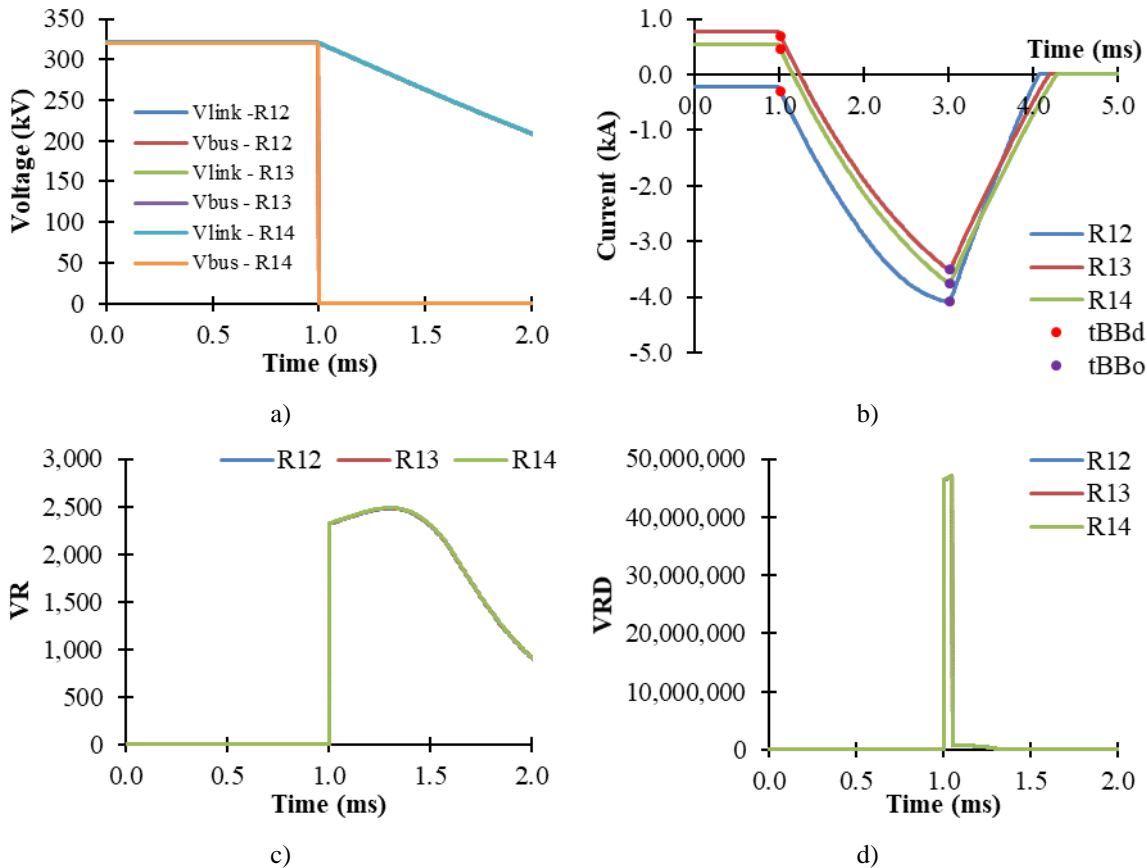 350
300
250
200
150
100
50
0
Voltage (kV)
Vlink -R12
Vbus - R12
Vlink - R13
Vbus - R13
Vlink - R14
Vbus - R14
0.0 0.5 1.0 1.5 2.0
Time (ms)
a)
1.0
0.0
-1.0
-2.0
-3.0
-4.0
-5.0
Current (kA)
Time (ms)
0.0 1.0 2.0 3.0 4.0 5.0
R12
R13
R14
tBBd
tBBo
b)
3,000
2,500
2,000
1,500
1,000
500
0
VR
R12 R13 R14
0.0 0.5 1.0 1.5 2.0
Time (ms)
c)
50,000,000
40,000,000
30,000,000
20,000,000
10,000,000
0
VRD
R12
R13
R14
0.0 0.5 1.0 1.5 2.0
Time (ms)
d)